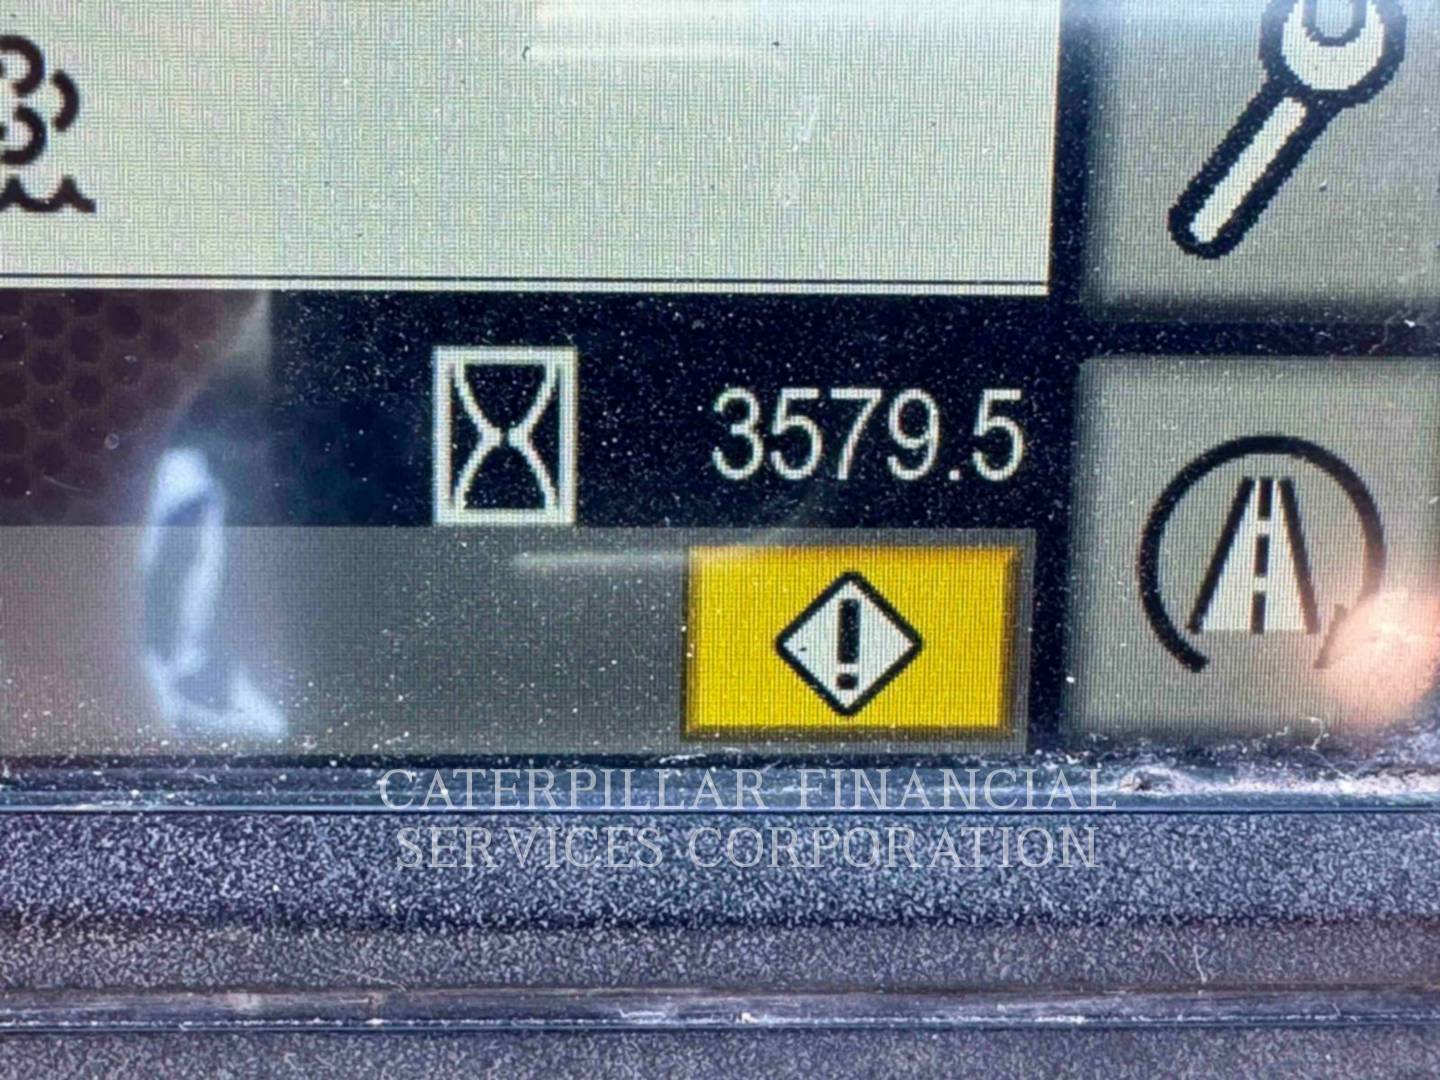 3579.5
CATERPILLAR FINANCIAL
SERVICES CORPORATION